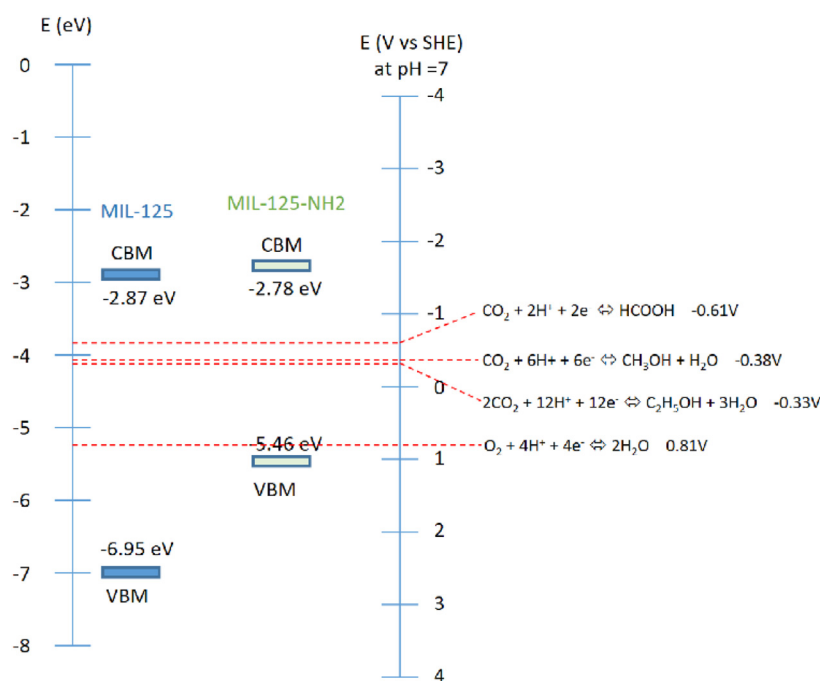 E (eV)
E (V vs SHE)
at pH =7
0
-1
-2
-3
-4
-5
-6
-7
-8
MIL-125
CBM
-2.87 eV
-6.95 eV
VBM
MIL-125-NH2
CBM
-2.78 eV
-5.46 eV
VBM
-4
-3
-2
-1
0
1
2
3
4
CO₂ + 2H⁺ + 2e ⇔ HCOOH -0.61V
CO₂ + 6H+ + 6e⁻ ⇔ CH₃OH + H₂O -0.38V
2CO₂ + 12H⁺ + 12e⁻ ⇔ C₂H₅OH + 3H₂O -0.33V
O₂ + 4H⁺ + 4e⁻ ⇔ 2H₂O 0.81V